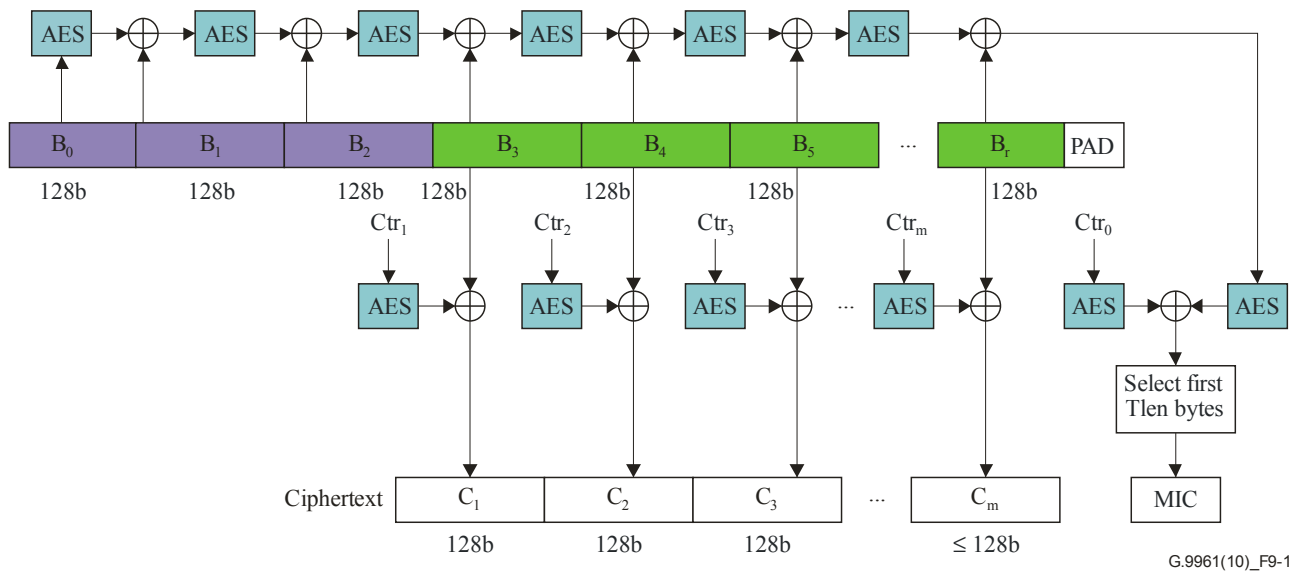 AES AES AES AES AES AES
B₀ B₁ B₂ B₃ B₄ B₅ ... Bᵣ PAD
128b 128b 128b 128b 128b 128b 128b
Ctr₁ Ctr₂ Ctr₃ Ctrₘ Ctr₀
AES AES AES ... AES AES AES
Select first
Tlen bytes
Ciphertext C₁ C₂ C₃ ... Cₘ MIC
128b 128b 128b ≤ 128b
G.9961(10)_F9-1